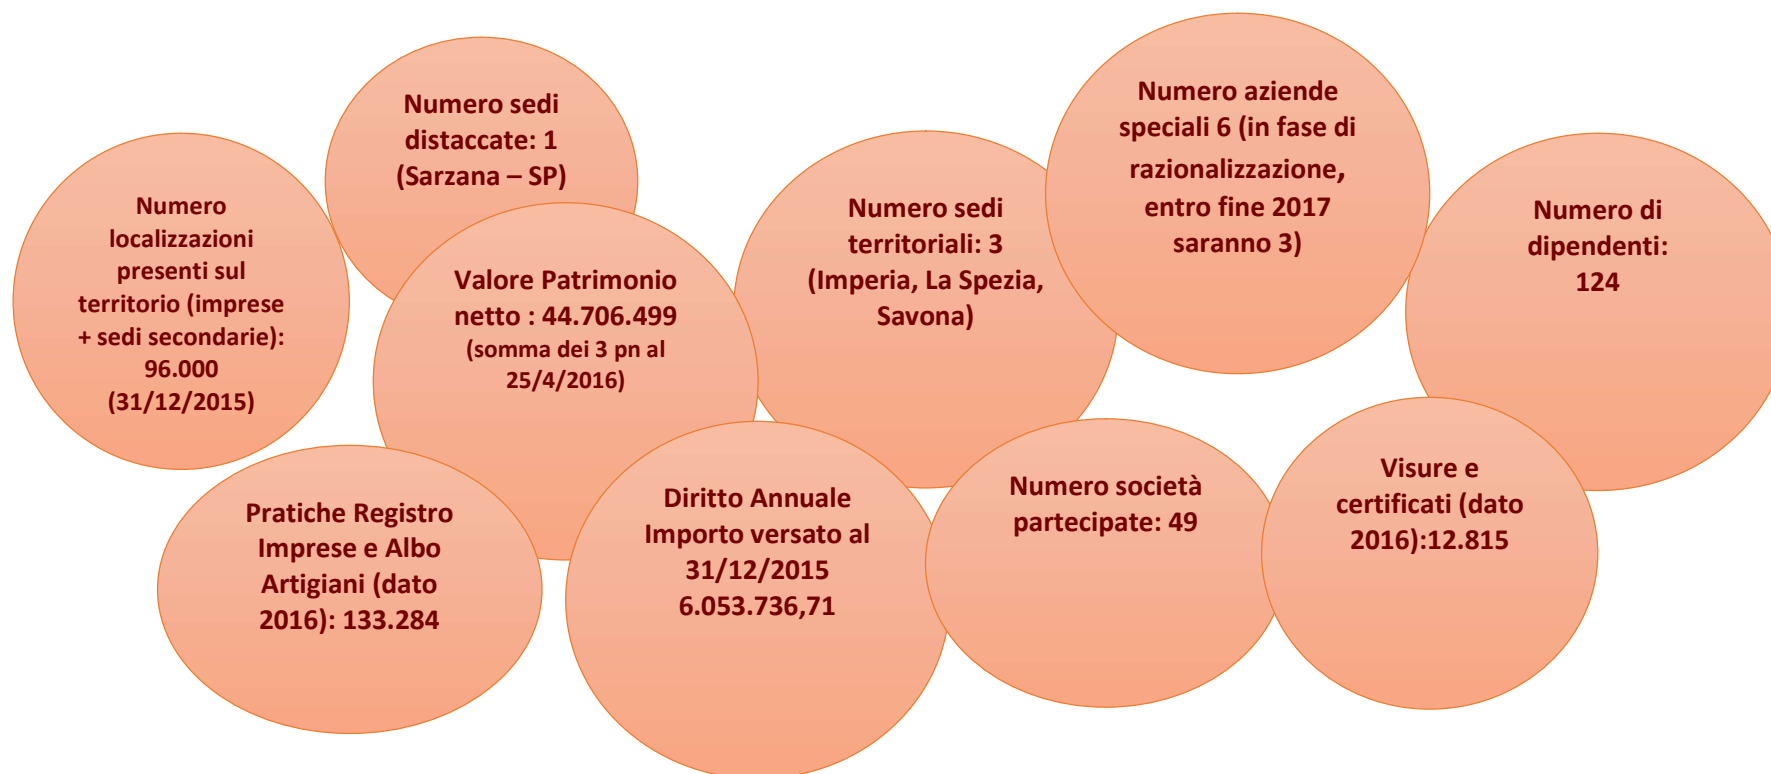 Numero
localizzazioni
presenti sul
territorio (imprese
+ sedi secondarie):
96.000
(31/12/2015)
Numero sedi
distaccate: 1
(Sarzana – SP)
Valore Patrimonio
netto : 44.706.499
(somma dei 3 pn al
25/4/2016)
Numero sedi
territoriali: 3
(Imperia, La Spezia,
Savona)
Numero aziende
speciali 6 (in fase di
razionalizzazione,
entro fine 2017
saranno 3)
Numero di
dipendenti:
124
Pratiche Registro
Imprese e Albo
Artigiani (dato
2016): 133.284
Diritto Annuale
Importo versato al
31/12/2015
6.053.736,71
Numero società
partecipate: 49
Visure e
certificati (dato
2016):12.815